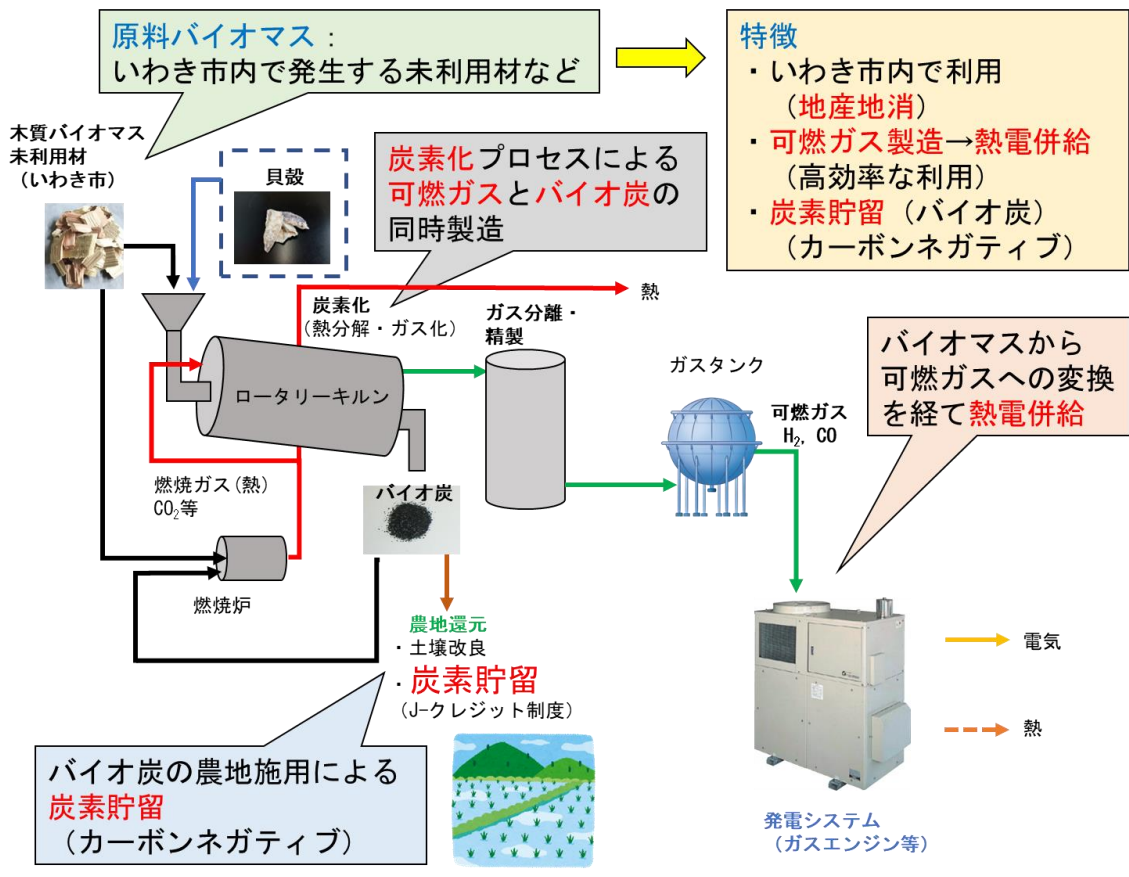 原料バイオマス：
いわき市内で発生する未利用材など
特徴
・いわき市内で利用
（地産地消）
・可燃ガス製造→熱電併給
（高効率な利用）
・炭素貯留（バイオ炭）
（カーボンネガティブ）
木質バイオマス
未利用材
（いわき市）
貝殻
炭素化プロセスによる
可燃ガスとバイオ炭の
同時製造
炭素化
（熱分解・ガス化）
熱
ガス分離・
精製
ロータリーキルン
ガスタンク
可燃ガス
H₂, CO
バイオマスから
可燃ガスへの変換
を経て熱電併給
燃焼ガス(熱)
CO₂等
バイオ炭
燃焼炉
農地還元
・土壌改良
・炭素貯留
（J-クレジット制度）
電気
熱
バイオ炭の農地施用による
炭素貯留
（カーボンネガティブ）
発電システム
（ガスエンジン等）